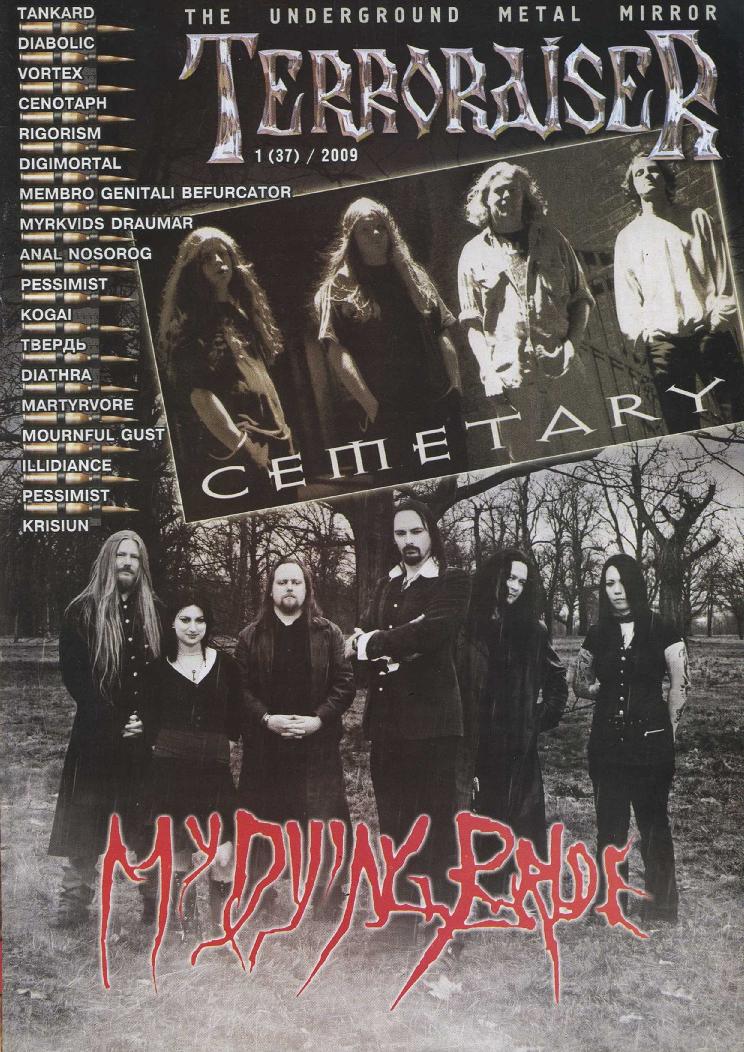 THE UNDERGROUND METAL MIRROR
TERRORAISER
1 (37) / 2009
TANKARD
DIABOLIC
VORTEX
CENOTAPH
RIGORISM
DIGIMORTAL
MEMBRO GENITALI BEFURCATOR
MYRKVIDS DRAUMAR
ANAL NOSOROG
PESSIMIST
KOGAI
ТВЕРДЬ
DIATHRA
MARTYRVORE
MOURNFUL GUST
ILLIDIANCE
PESSIMIST
KRISIUN
CEMETARY
MY DYING BRIDE